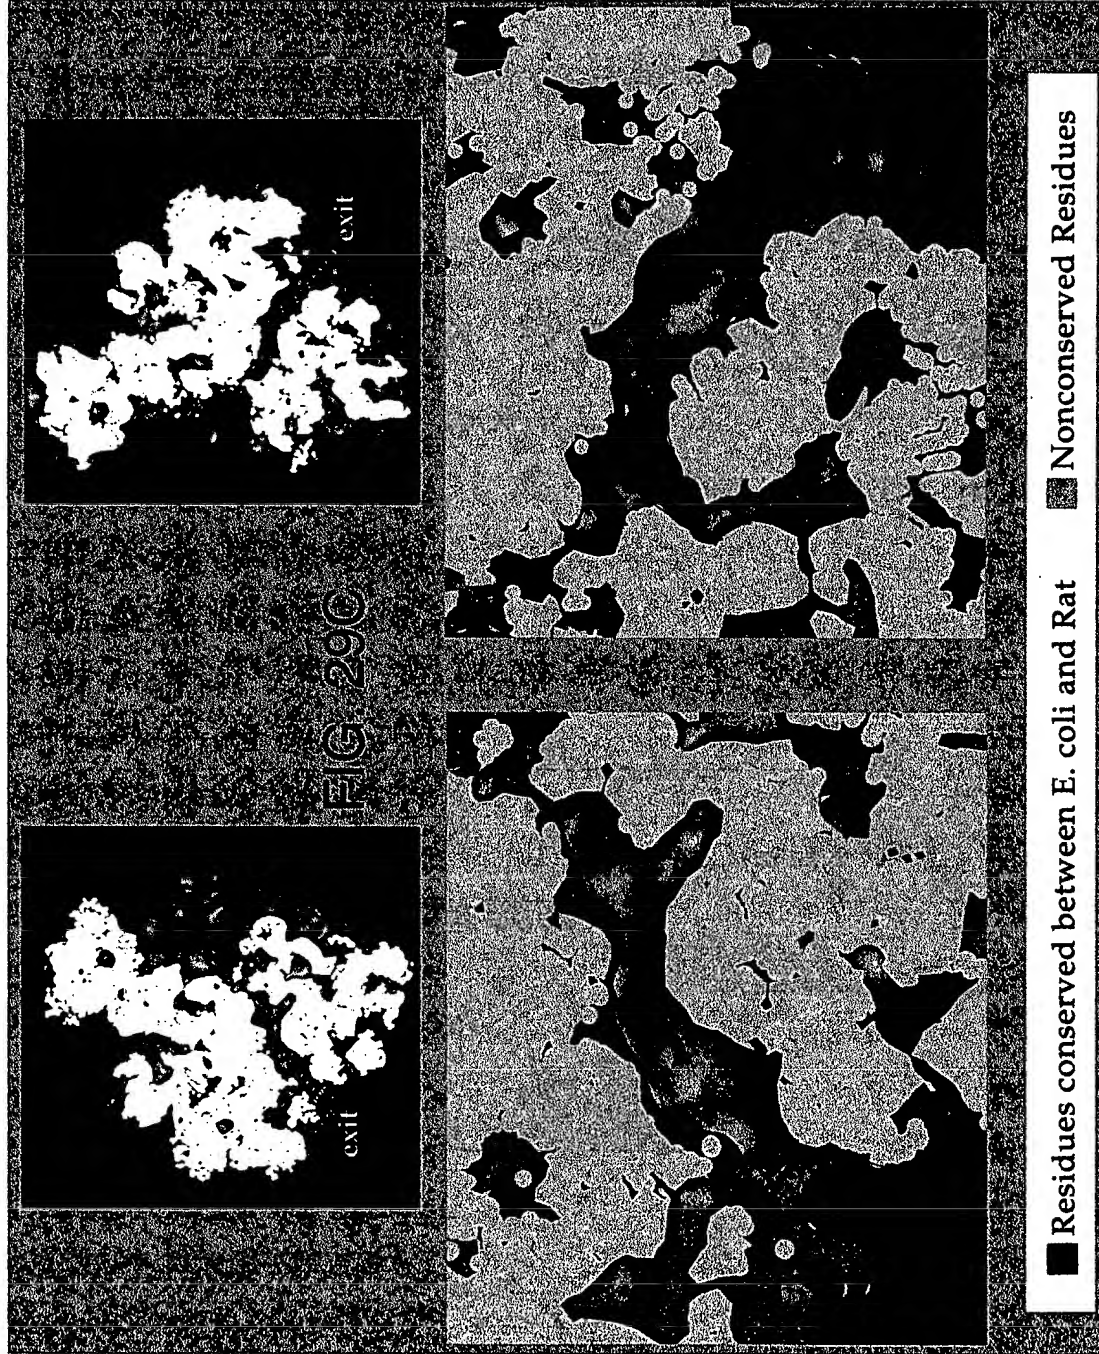 exit
exit
FIG. 29C
Residues conserved between E. coli and Rat
Nonconserved Residues